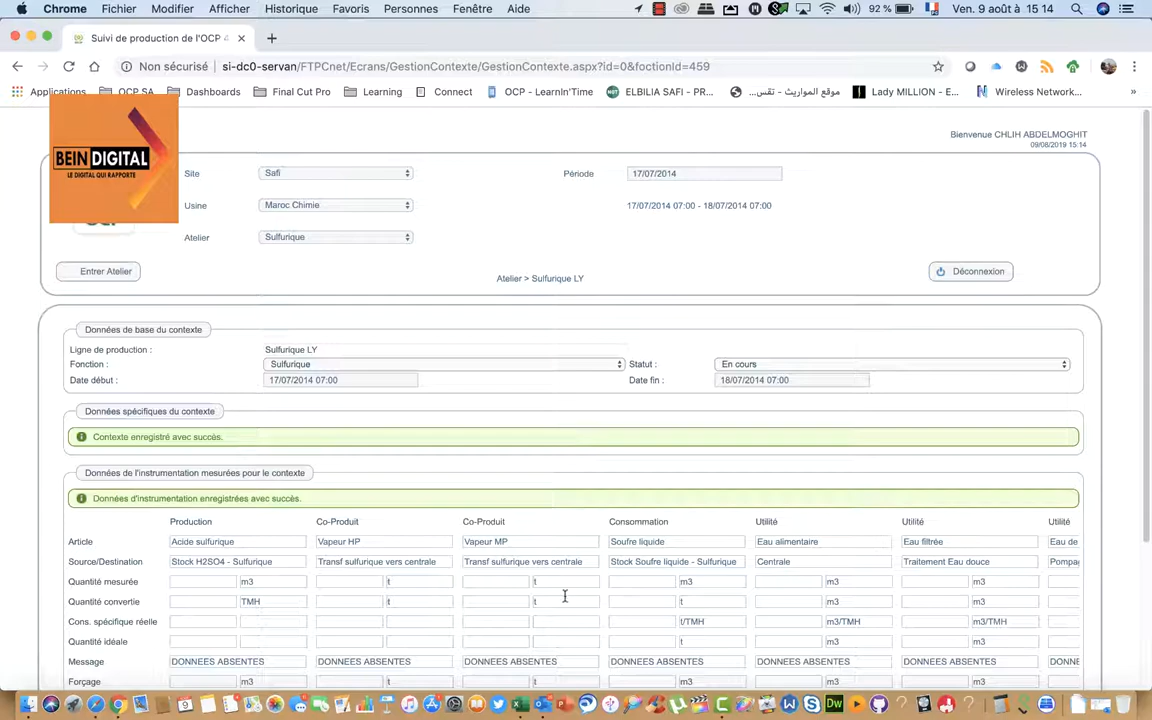 Chrome Fichier Modifier Afficher Historique Favoris Personnes Fenêtre Aide 92 % Ven. 9 août à 15 14
Suivi de production de l'OCP
Non sécurisé si-dc0-servan/FTPCnet/Ecrans/GestionContexte/GestionContexte.aspx?id=0&foctionId=459
Applications OCP SA Dashboards Final Cut Pro Learning Connect OCP - LearnIn'Time ELBILIA SAFI - PR... موقع المواريث - تقس... Lady MILLION - E... Wireless Network...
Bienvenue CHLIH ABDELMOGHIT
09/08/2019 15:14
BEIN DIGITAL
LE DIGITAL QUI RAPPORTE
Site Safi Période 17/07/2014
Usine Maroc Chimie 17/07/2014 07:00 - 18/07/2014 07:00
Atelier Sulfurique
Entrer Atelier Atelier > Sulfurique LY Déconnexion
Données de base du contexte
Ligne de production : Sulfurique LY
Fonction : Sulfurique Statut : En cours
Date début : 17/07/2014 07:00 Date fin : 18/07/2014 07:00
Données spécifiques du contexte
Contexte enregistré avec succès.
Données de l'instrumentation mesurées pour le contexte
Données d'instrumentation enregistrées avec succès.
Production Co-Produit Co-Produit Consommation Utilité Utilité Utilité
Article Acide sulfurique Vapeur HP Vapeur MP Soufre liquide Eau alimentaire Eau filtrée Eau de
Source/Destination Stock H2SO4 - Sulfurique Transf sulfurique vers centrale Transf sulfurique vers centrale Stock Soufre liquide - Sulfurique Centrale Traitement Eau douce Pompag
Quantité mesurée m3 t t m3 m3 m3
Quantité convertie TMH t t t m3 m3
Cons. spécifique réelle t/TMH m3/TMH m3/TMH
Quantité idéale m3 m3 m3
Message DONNEES ABSENTES DONNEES ABSENTES DONNEES ABSENTES DONNEES ABSENTES DONNEES ABSENTES DONNEES ABSENTES DONNE
Forçage m3 t t m3 m3 m3